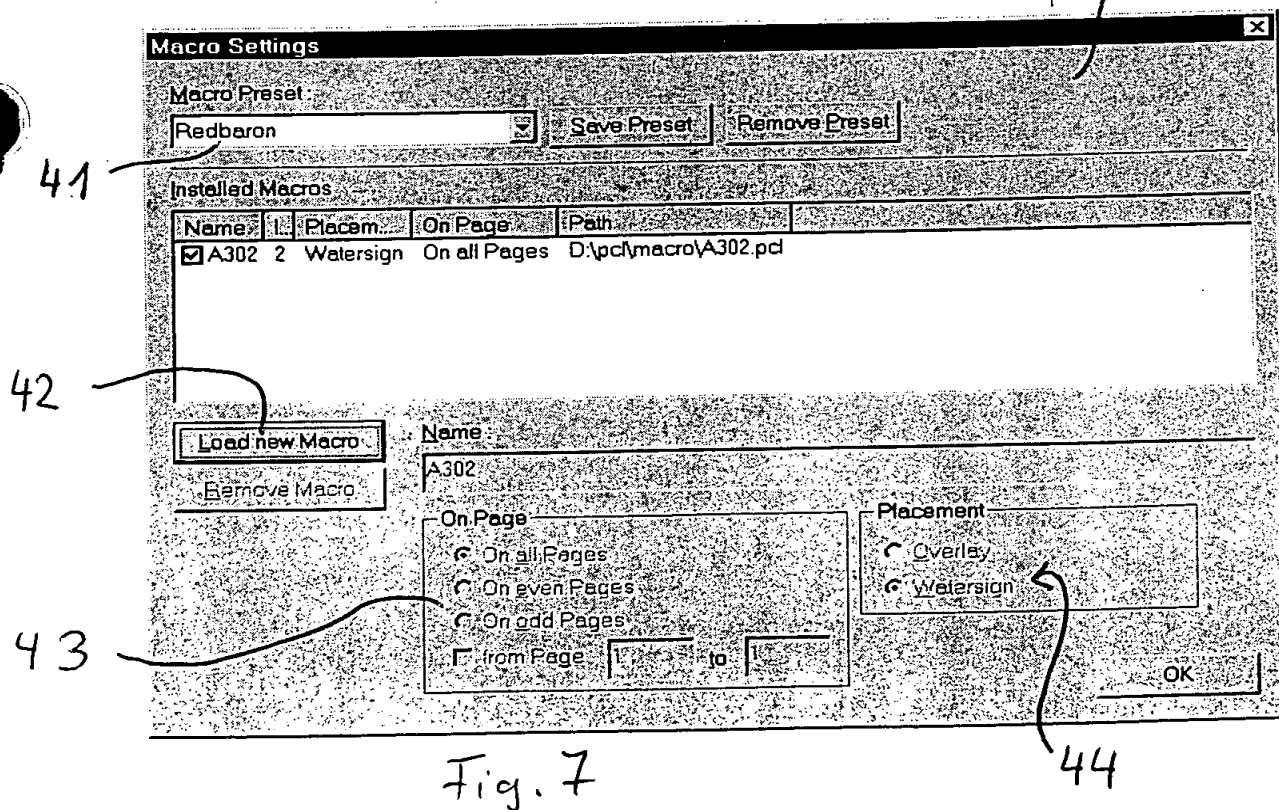 Macro Settings
Macro Preset:
Redbaron
Save Preset
Remove Preset
41
Installed Macros
Name I... Placem... On Page Path
A302 2 Watersign On all Pages D:\pcl\macro\A302.pcl
42
Load new Macro
Name:
A302
Remove Macro
On Page
Placement
On all Pages
Overlay
On even Pages
Watersign
On odd Pages
43
from Page 1 to 1
OK
44
Fig. 7